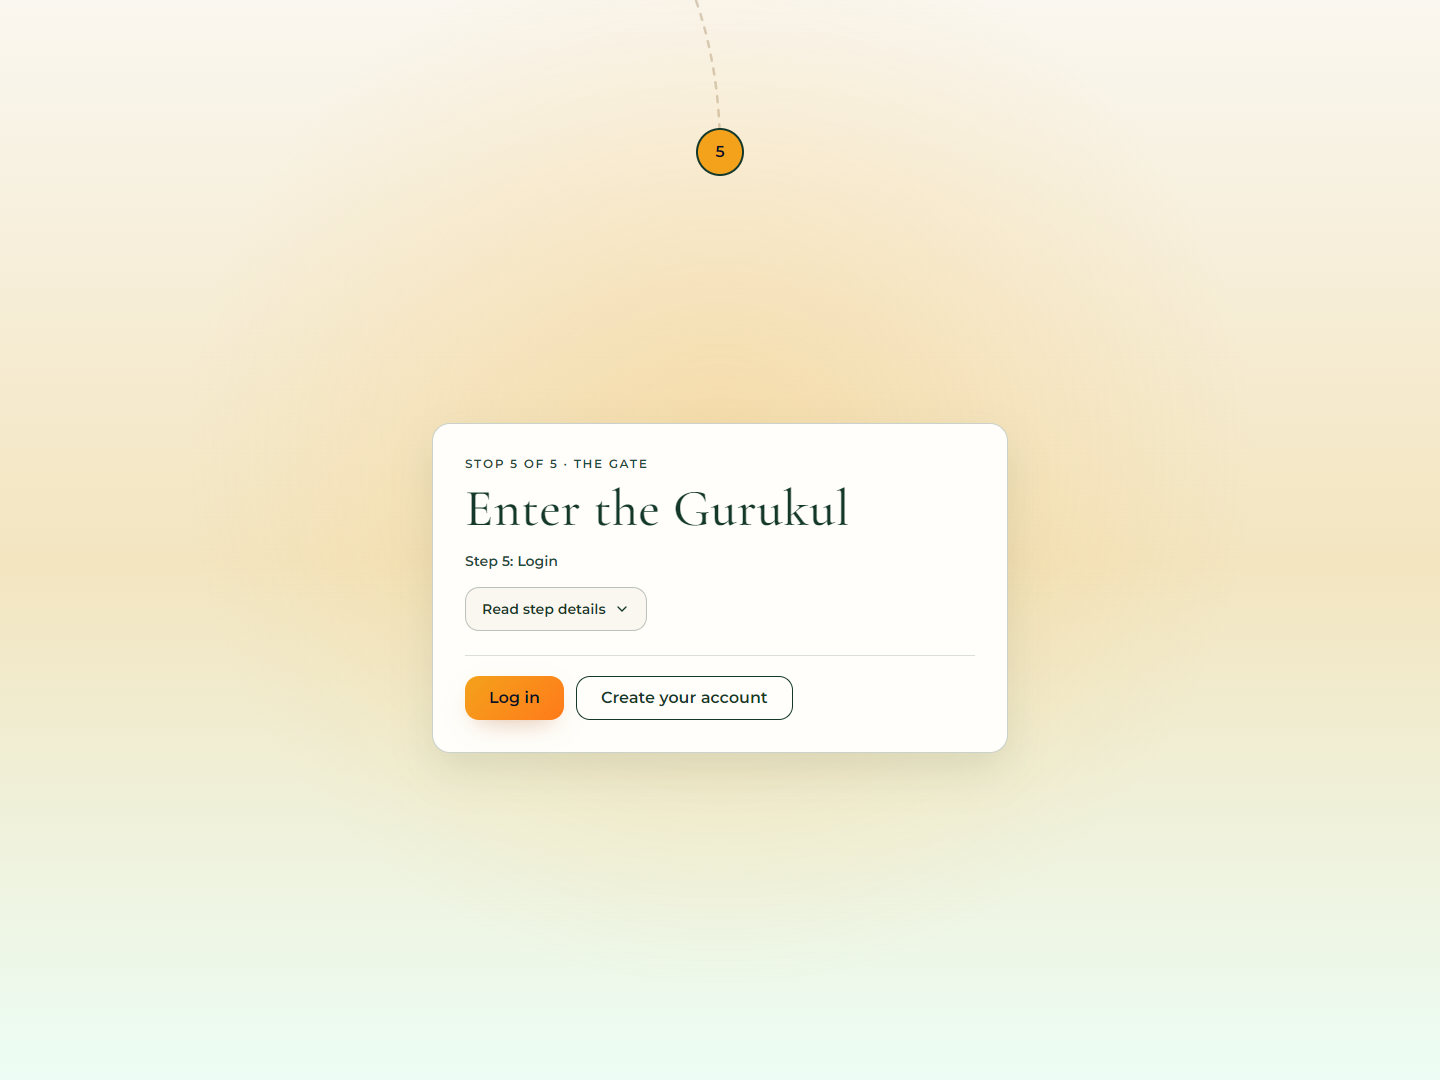 5
STOP 5 OF 5 · THE GATE
Enter the Gurukul
Step 5: Login
Read step details
Log in
Create your account